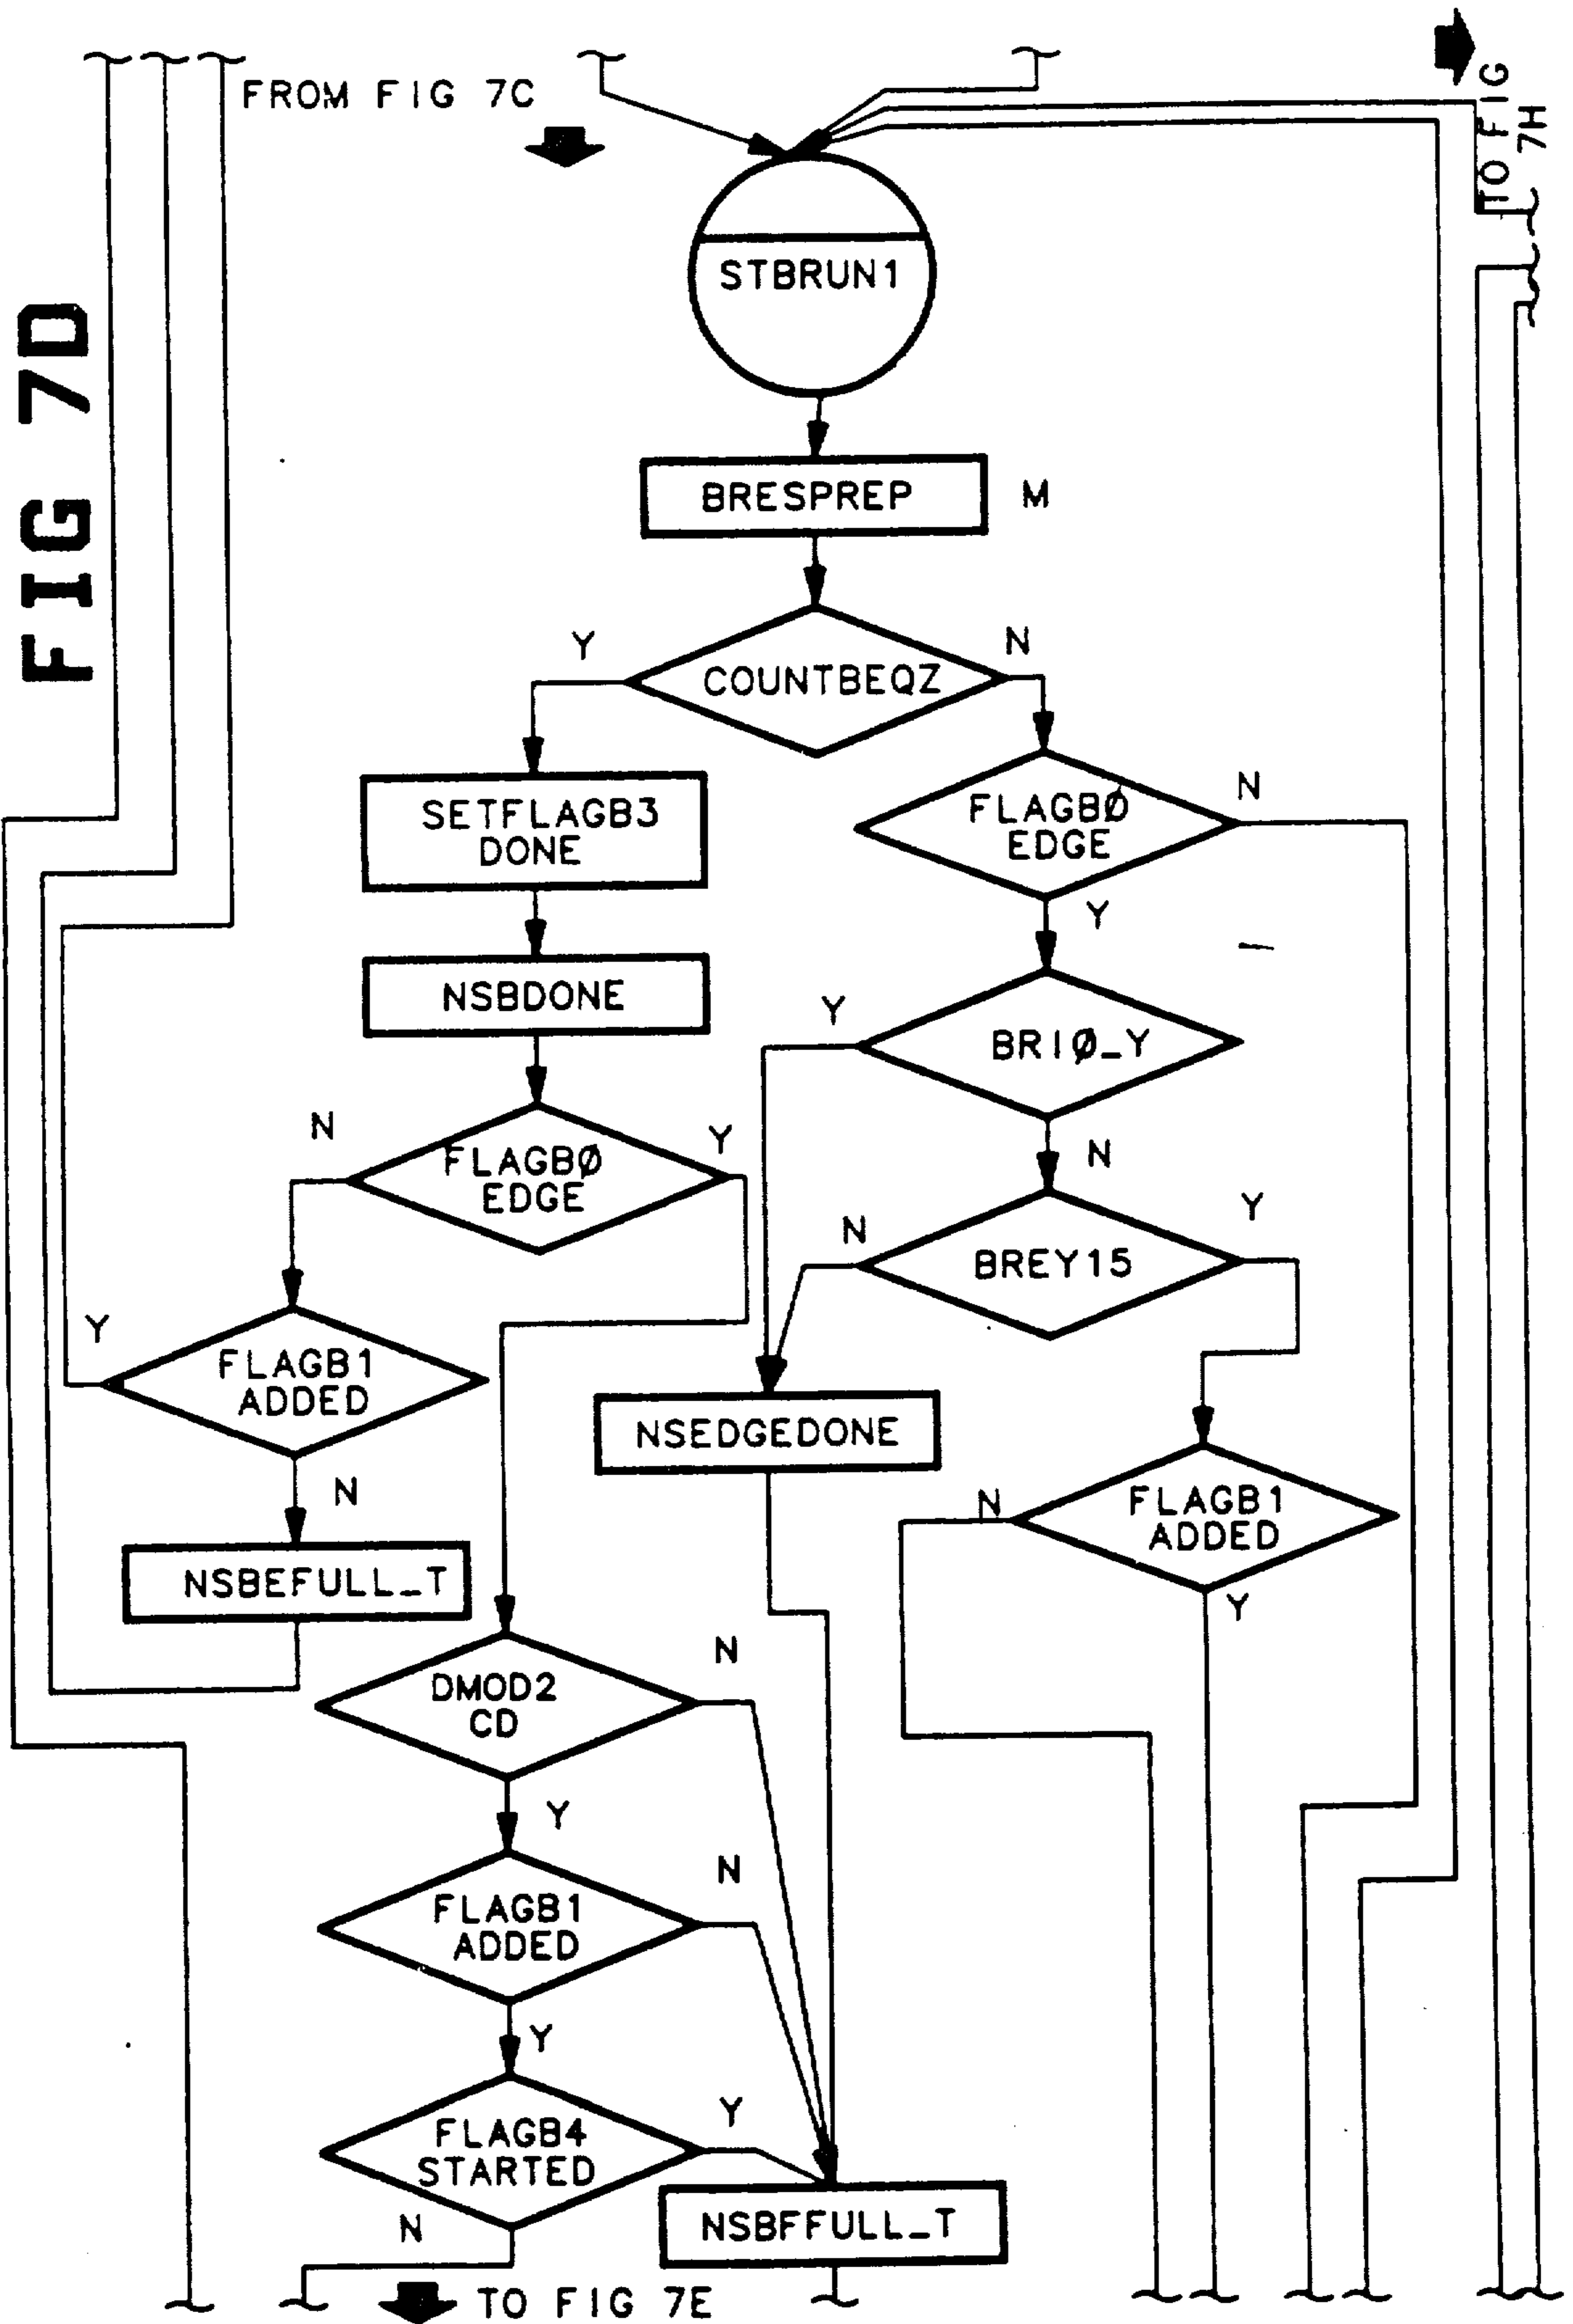 FIG 7D
FROM FIG 7C
TO FIG
7H
STBRUN1
BRESPREP
M
Y
N
COUNTBEQZ
SETFLAGB3
DONE
FLAGBØ
EDGE
N
Y
NSBDONE
Y
BRIØ_Y
N
FLAGBØ
EDGE
N
Y
N
BREY15
Y
Y
FLAGB1
ADDED
N
NSEDGEDONE
N
FLAGB1
ADDED
Y
NSBEFULL_T
DMOD2
CD
N
Y
FLAGB1
ADDED
N
Y
FLAGB4
STARTED
Y
N
NSBFFULL_T
TO FIG 7E